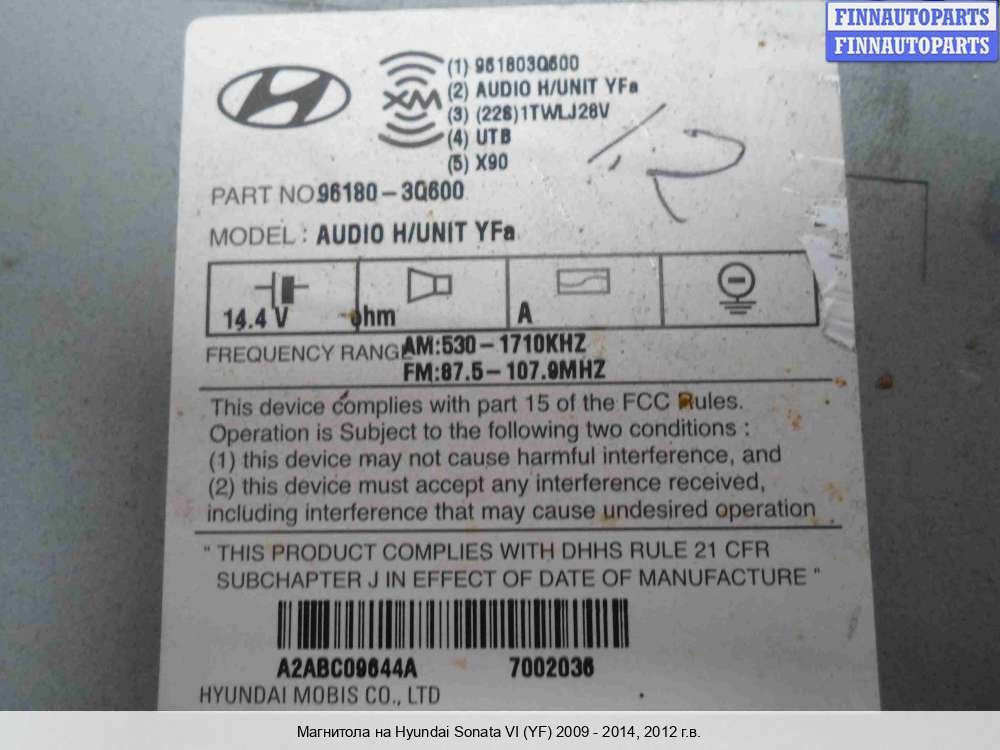 FINNAUTOPARTS
FINNAUTOPARTS
XM
(1) 961803Q600
(2) AUDIO H/UNIT YFa
(3) (22S)1TWLJ28V
(4) UTB
(5) X90
PART NO 96180-3Q600
MODEL : AUDIO H/UNIT YFa
14.4 V ohm A
FREQUENCY RANGE AM:530-1710KHZ
FM:87.5-107.9MHZ
This device complies with part 15 of the FCC Rules.
Operation is Subject to the following two conditions :
(1) this device may not cause harmful interference, and
(2) this device must accept any interference received,
including interference that may cause undesired operation
" THIS PRODUCT COMPLIES WITH DHHS RULE 21 CFR
SUBCHAPTER J IN EFFECT OF DATE OF MANUFACTURE "
A2ABC09644A 7002036
HYUNDAI MOBIS CO., LTD
Магнитола на Hyundai Sonata VI (YF) 2009 - 2014, 2012 г.в.